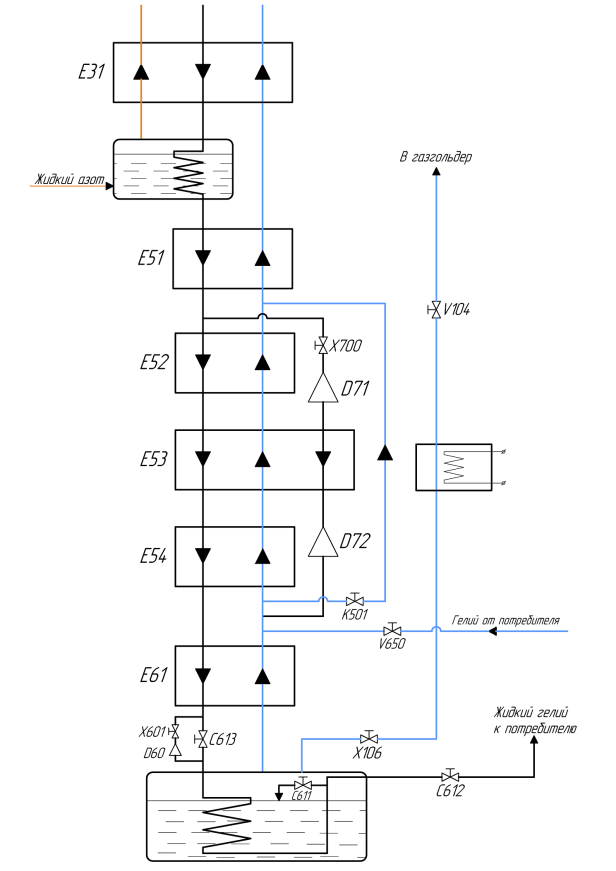 E31
В газгольдер
Жидкий азот
E51
V104
X700
E52
D71
E53
D72
E54
K501
Гелий от потребителя
V650
E61
Жидкий гелий
к потребителю
X601
C613
D60
X106
C611
C612